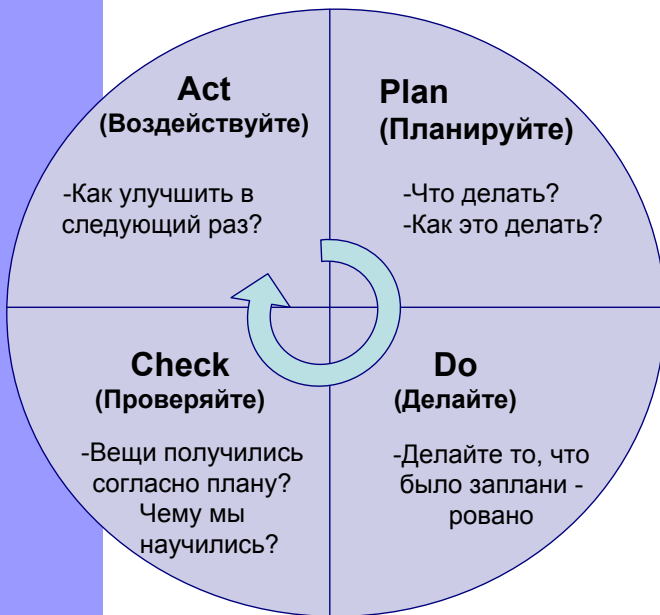 Act
(Воздействуйте)
-Как улучшить в
следующий раз?
Plan
(Планируйте)
-Что делать?
-Как это делать?
Check
(Проверяйте)
-Вещи получились
согласно плану?
Чему мы
научились?
Do
(Делайте)
-Делайте то, что
было заплани -
ровано